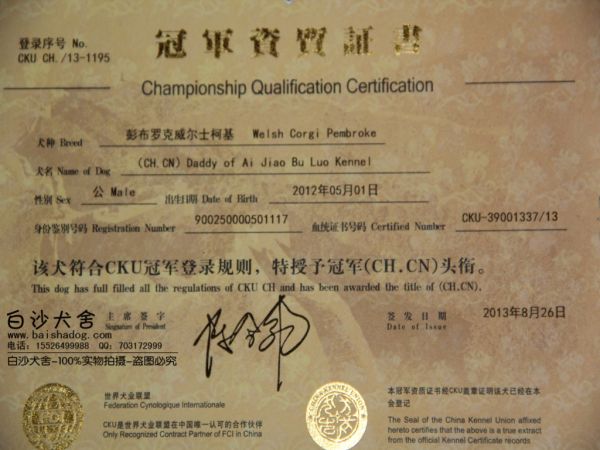 登录序号 No.
CKU CH./13-1195
冠軍資質証書
Championship Qualification Certification
犬种 Breed 彭布罗克威尔士柯基 Welsh Corgi Pembroke
犬名 Name of Dog (CH.CN) Daddy of Ai Jiao Bu Luo Kennel
性别 Sex 公 Male 出生日期 Date of Birth 2012年05月01日
身份鉴别号码 Registration Number 900250000501117 血统证书号码 Certified Number CKU-39001337/13
该犬符合CKU冠军登录规则，特授予冠军(CH.CN)头衔。
This dog has full filled all the regulations of CKU CH and has been awarded the title of (CH.CN).
白沙犬舍
www.baishadog.com
电话: 15526499988 QQ: 703172999
白沙犬舍-100%实物拍摄-盗图必究
主席签字
Singnature of President
签发日期
Date of Issue
2013年8月26日
世界犬业联盟
Federation Cynologique Internationale
CKU是世界犬业联盟在中国唯一认可的合作伙伴
Only Recognized Contract Partner of FCI in China
本冠军资质证书经CKU盖章证明该犬已经在本
会登记
The Seal of the China Kennel Union affixed
hereto certifies that the above is a true extract
from the official Kennel Certificate records